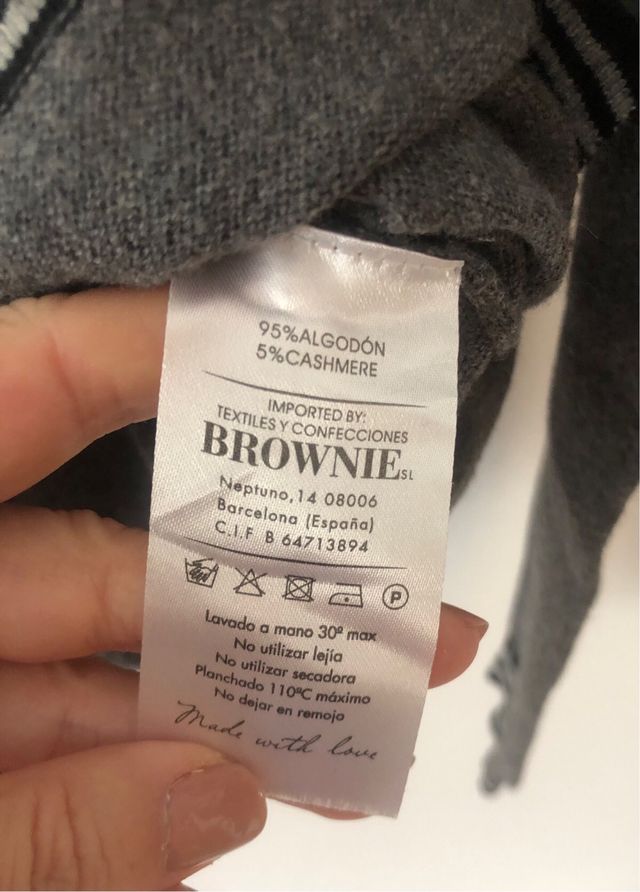 95%ALGODÓN
5%CASHMERE
IMPORTED BY:
TEXTILES Y CONFECCIONES
BROWNIE SL
Neptuno,14 08006
Barcelona (España)
C.I.F B 64713894
P
Lavado a mano 30º max
No utilizar lejía
No utilizar secadora
Planchado 110ºC máximo
No dejar en remojo
Made with love